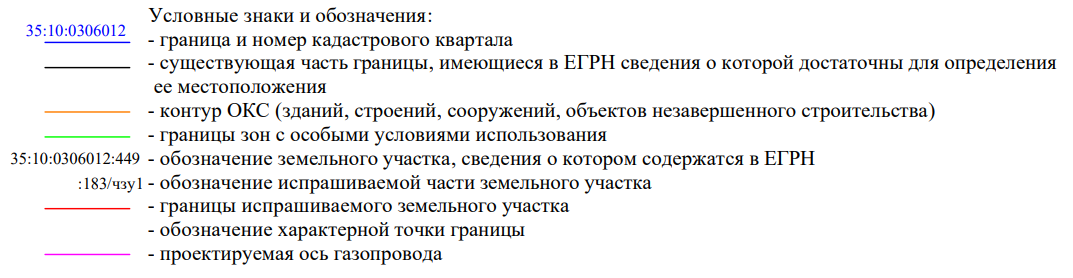 Условные знаки и обозначения:
35:10:0306012
- граница и номер кадастрового квартала
- существующая часть границы, имеющиеся в ЕГРН сведения о которой достаточны для определения
ее местоположения
- контур ОКС (зданий, строений, сооружений, объектов незавершенного строительства)
- границы зон с особыми условиями использования
35:10:0306012:449 - обозначение земельного участка, сведения о котором содержатся в ЕГРН
:183/чзу1 - обозначение испрашиваемой части земельного участка
- границы испрашиваемого земельного участка
- обозначение характерной точки границы
- проектируемая ось газопровода